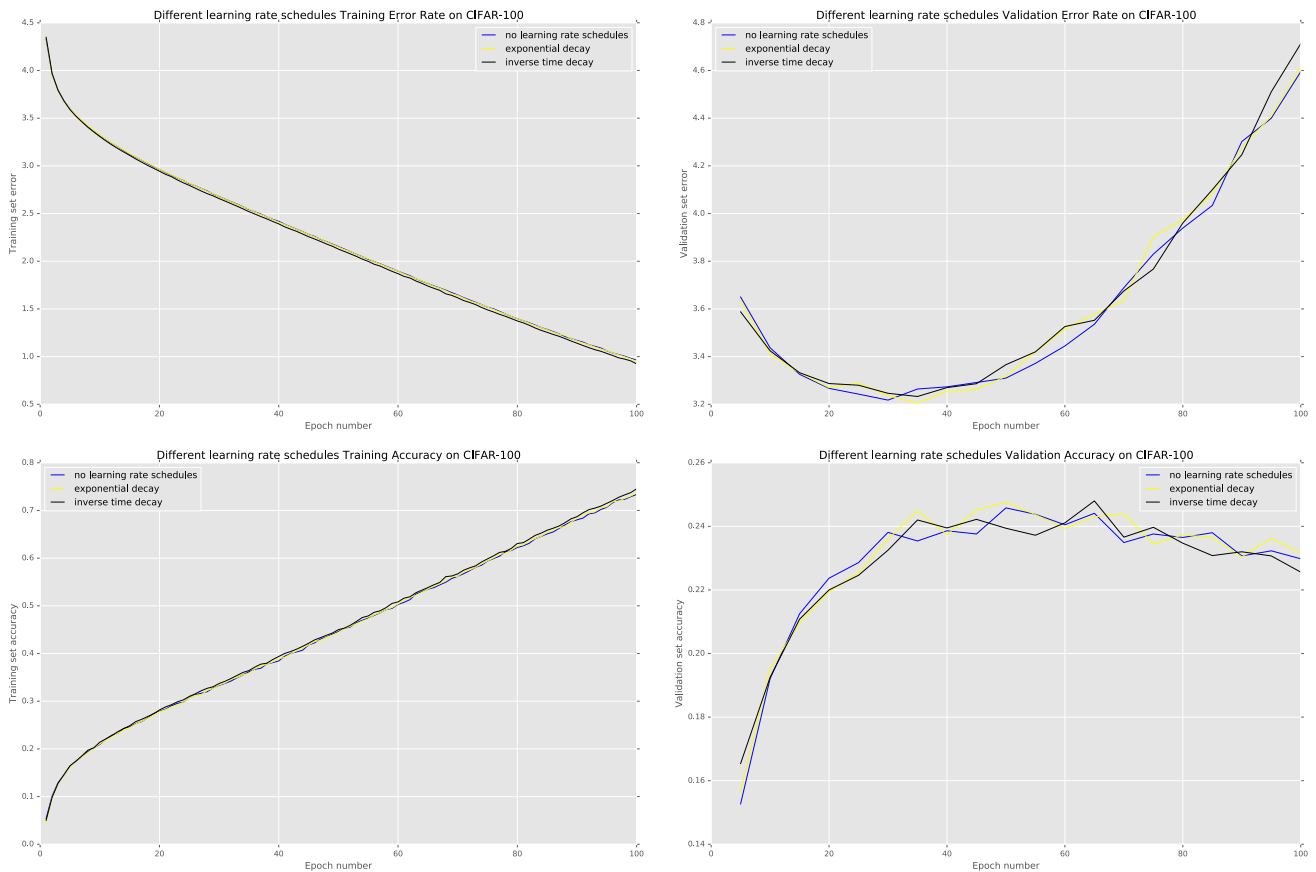 Different learning rate schedules Training Error Rate on CIFAR-100
4.5
4.0
3.5
3.0
2.5
2.0
1.5
1.0
0.5
Training set error
0
20
40
60
80
100
Epoch number
no learning rate schedules
exponential decay
inverse time decay
Different learning rate schedules Validation Error Rate on CIFAR-100
4.8
4.6
4.4
4.2
4.0
3.8
3.6
3.4
3.2
Validation set error
0
20
40
60
80
100
Epoch number
no learning rate schedules
exponential decay
inverse time decay
Different learning rate schedules Training Accuracy on CIFAR-100
0.8
0.7
0.6
0.5
0.4
0.3
0.2
0.1
0.0
Training set accuracy
0
20
40
60
80
100
Epoch number
no learning rate schedules
exponential decay
inverse time decay
Different learning rate schedules Validation Accuracy on CIFAR-100
0.26
0.24
0.22
0.20
0.18
0.16
0.14
Validation set accuracy
0
20
40
60
80
100
Epoch number
no learning rate schedules
exponential decay
inverse time decay